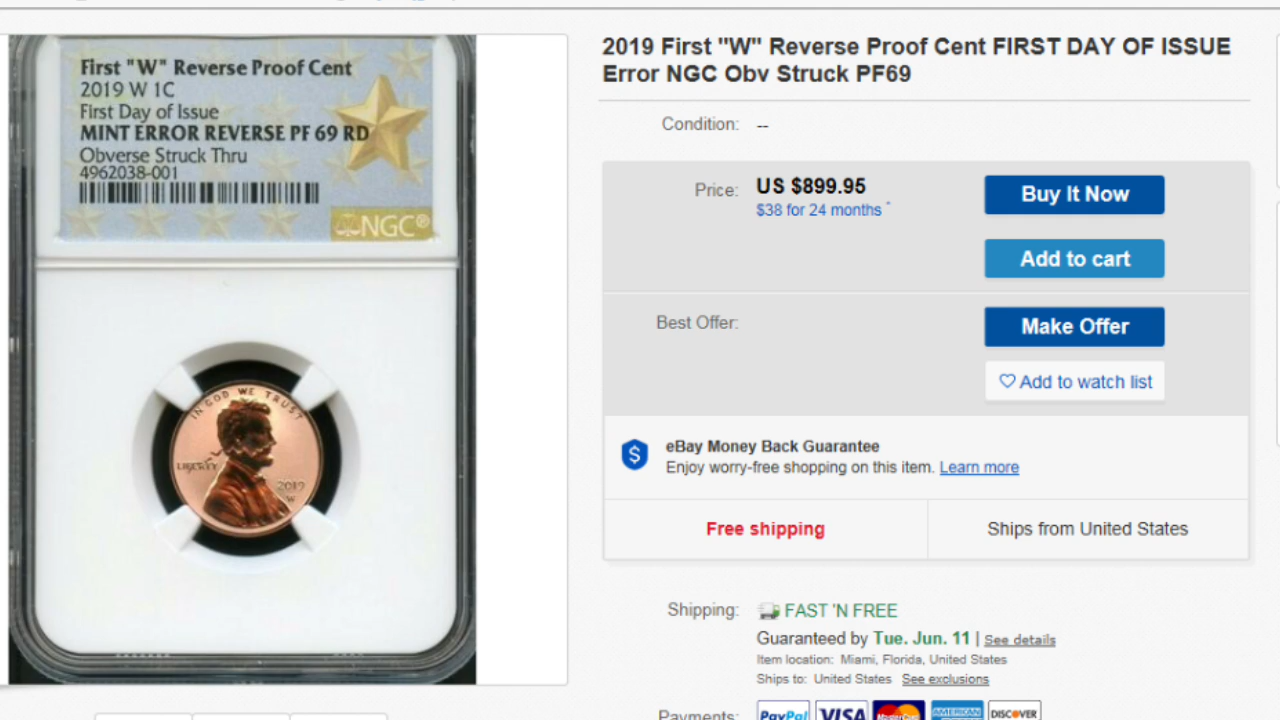 First "W" Reverse Proof Cent
2019 W 1C
First Day of Issue
MINT ERROR REVERSE PF 69 RD
Obverse Struck Thru
4962038-001
NGC®
IN GOD WE TRUST
LIBERTY
2019
W
2019 First "W" Reverse Proof Cent FIRST DAY OF ISSUE
Error NGC Obv Struck PF69
Condition: --
Price: US $899.95 Buy It Now
$38 for 24 months *
Add to cart
Best Offer: Make Offer
Add to watch list
$
eBay Money Back Guarantee
Enjoy worry-free shopping on this item. Learn more
Free shipping Ships from United States
Shipping: FAST 'N FREE
Guaranteed by Tue. Jun. 11 | See details
Item location: Miami, Florida, United States
Ships to: United States See exclusions
Payments: PayPal VISA MasterCard AMERICAN DISCOVER